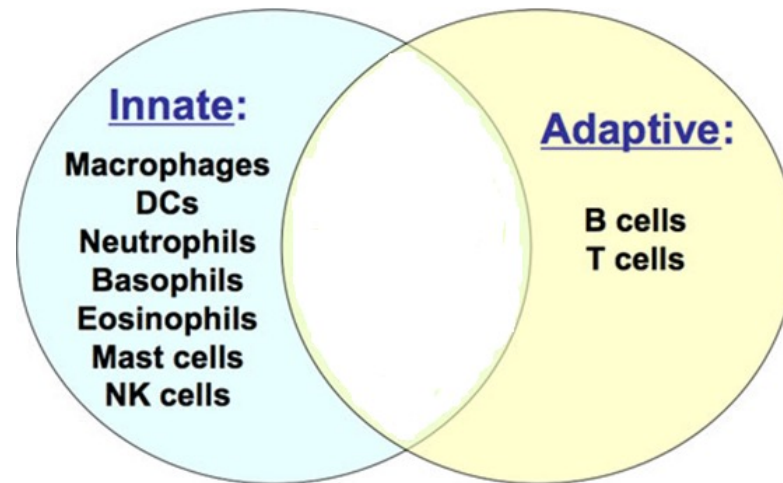 Innate:
Macrophages
DCs
Neutrophils
Basophils
Eosinophils
Mast cells
NK cells
Adaptive:
B cells
T cells